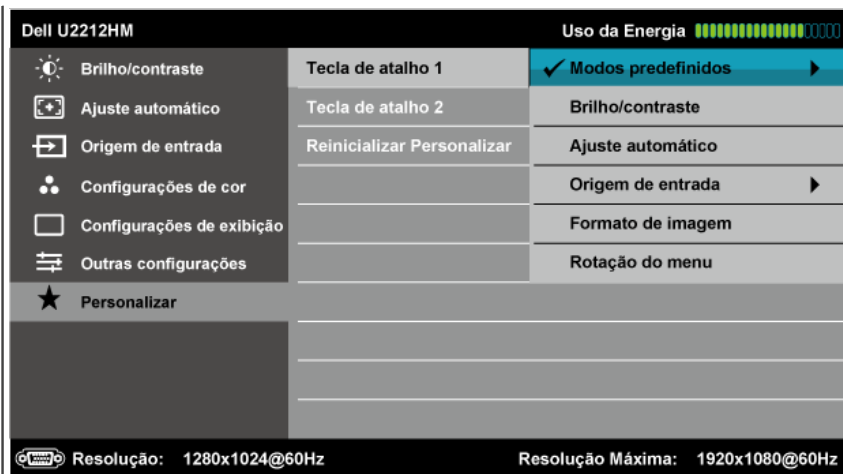 Dell U2212HM Uso da Energia
Brilho/contraste Tecla de atalho 1 Modos predefinidos
Ajuste automático Tecla de atalho 2 Brilho/contraste
Origem de entrada Reinicializar Personalizar Ajuste automático
Configurações de cor Origem de entrada
Configurações de exibição Formato de imagem
Outras configurações Rotação do menu
Personalizar
Resolução: 1280x1024@60Hz Resolução Máxima: 1920x1080@60Hz